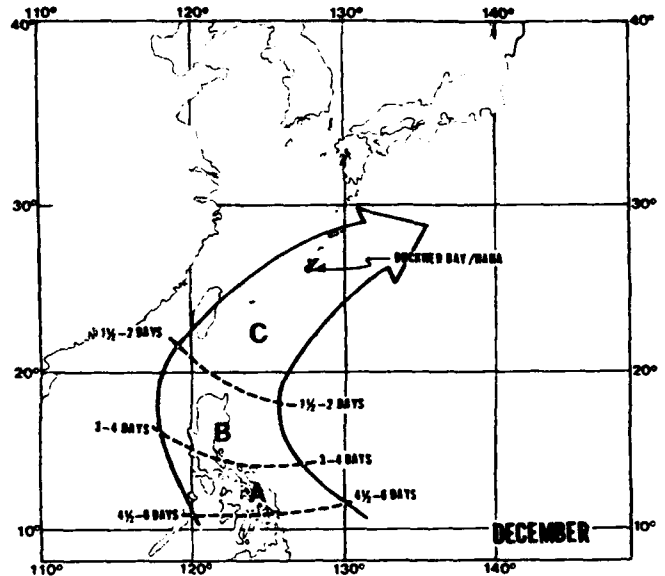 110° 120° 130° 140°
40° 40°
30° 30°
BUCKNER BAY/NAHA
C
1½-2 DAYS
20° 20°
1½-2 DAYS
3-4 DAYS B
3-4 DAYS
A 4½-6 DAYS
4½-6 DAYS
10° 10°
DECEMBER
110° 120° 130° 140°